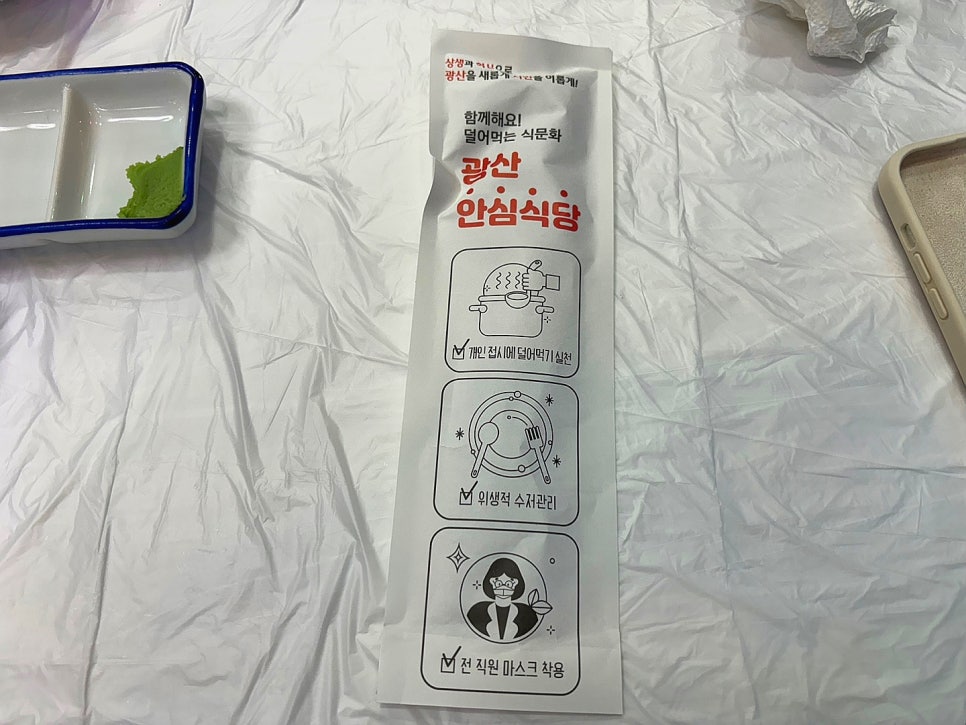 상생과 혁신으로
광산을 새롭게 시민을 이롭게!
함께해요!
덜어먹는 식문화
광산
안심식당
개인 접시에 덜어먹기 실천
위생적 수저관리
전 직원 마스크 착용